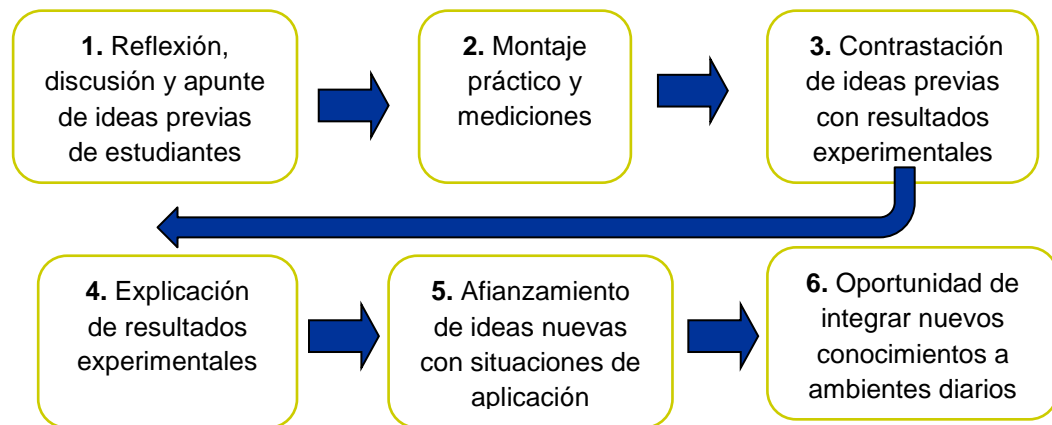 1. Reflexión,
discusión y apunte
de ideas previas
de estudiantes
2. Montaje
práctico y
mediciones
3. Contrastación
de ideas previas
con resultados
experimentales
4. Explicación
de resultados
experimentales
5. Afianzamiento
de ideas nuevas
con situaciones de
aplicación
6. Oportunidad de
integrar nuevos
conocimientos a
ambientes diarios